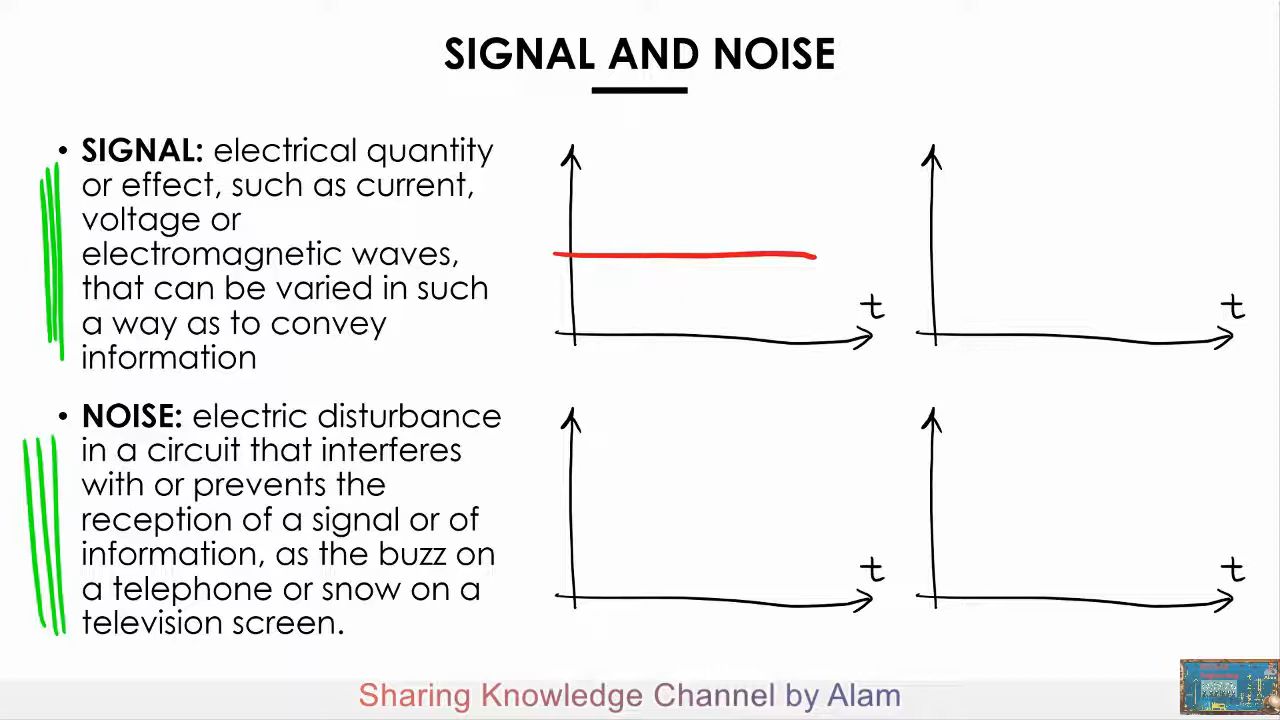 SIGNAL AND NOISE
• SIGNAL: electrical quantity
or effect, such as current,
voltage or
electromagnetic waves,
that can be varied in such
a way as to convey
information
t
t
• NOISE: electric disturbance
in a circuit that interferes
with or prevents the
reception of a signal or of
information, as the buzz on
a telephone or snow on a
television screen.
t
t
Sharing Knowledge Channel by Alam